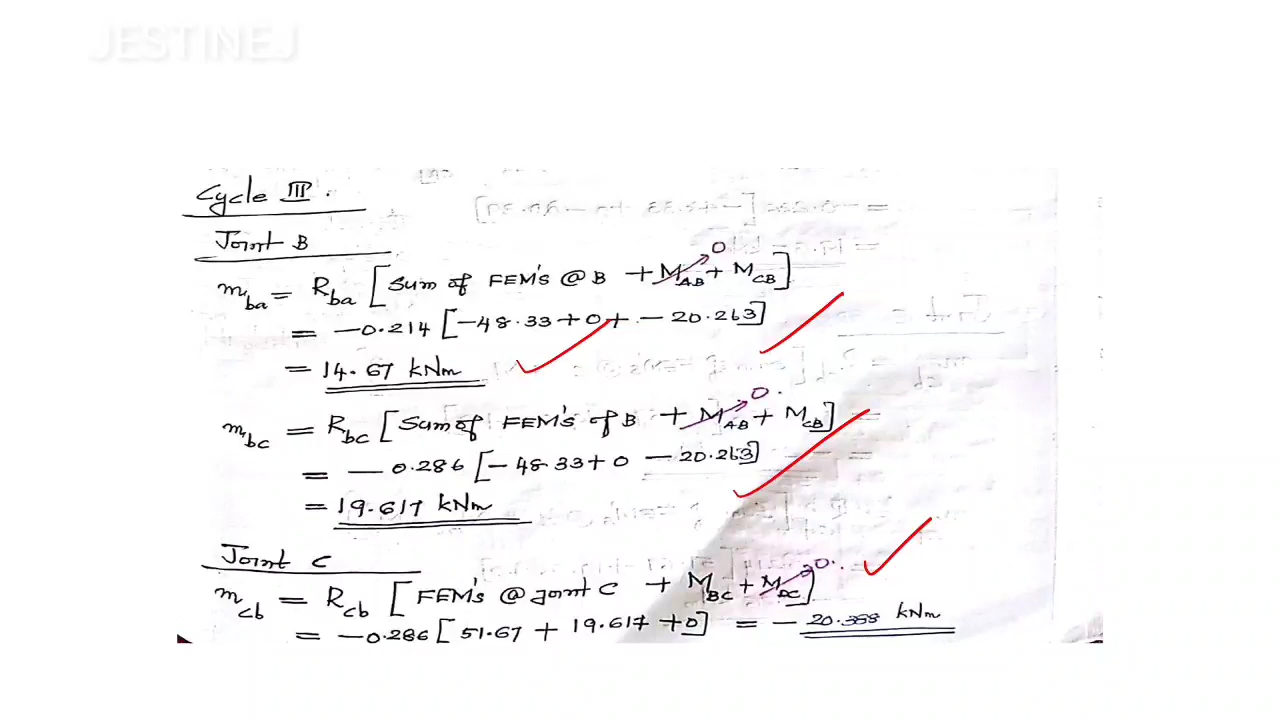 JESTINEJ
Cycle III.
Joint B
m_ba = R_ba [Sum of FEM's @ B + M_AB→0 + M_CB]
= -0.214 [-48.33 + 0 + - 20.263]
= 14.67 kNm
m_bc = R_bc [Sum of FEM's of B + M_AB→0 + M_CB]
= - 0.286 [- 48.33 + 0 - 20.263]
= 19.617 kNm
Joint C
m_cb = R_cb [FEM's @ joint C + M_BC + M_DC→0]
= -0.286 [51.67 + 19.617 + 0] = - 20.388 kNm